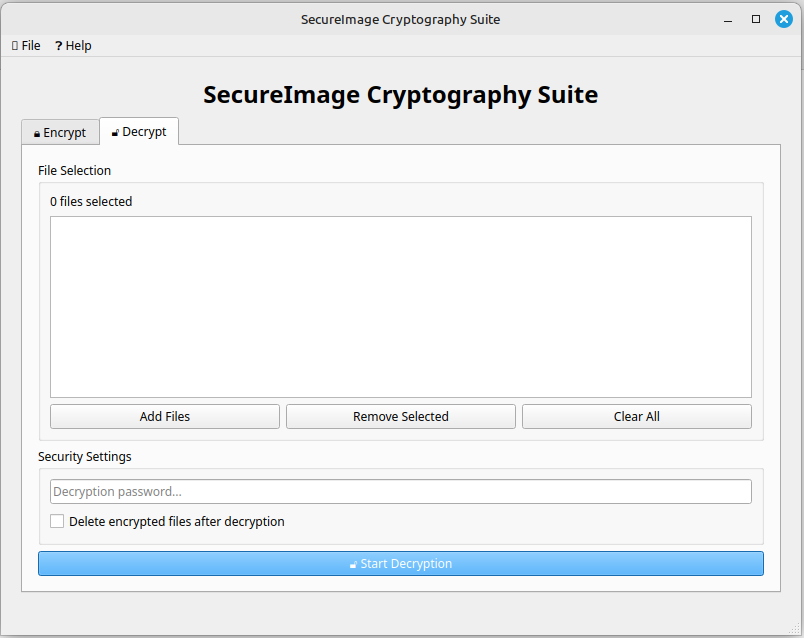 SecureImage Cryptography Suite
File ? Help
SecureImage Cryptography Suite
Encrypt Decrypt
File Selection
0 files selected
Add Files Remove Selected Clear All
Security Settings
Decryption password...
Delete encrypted files after decryption
Start Decryption